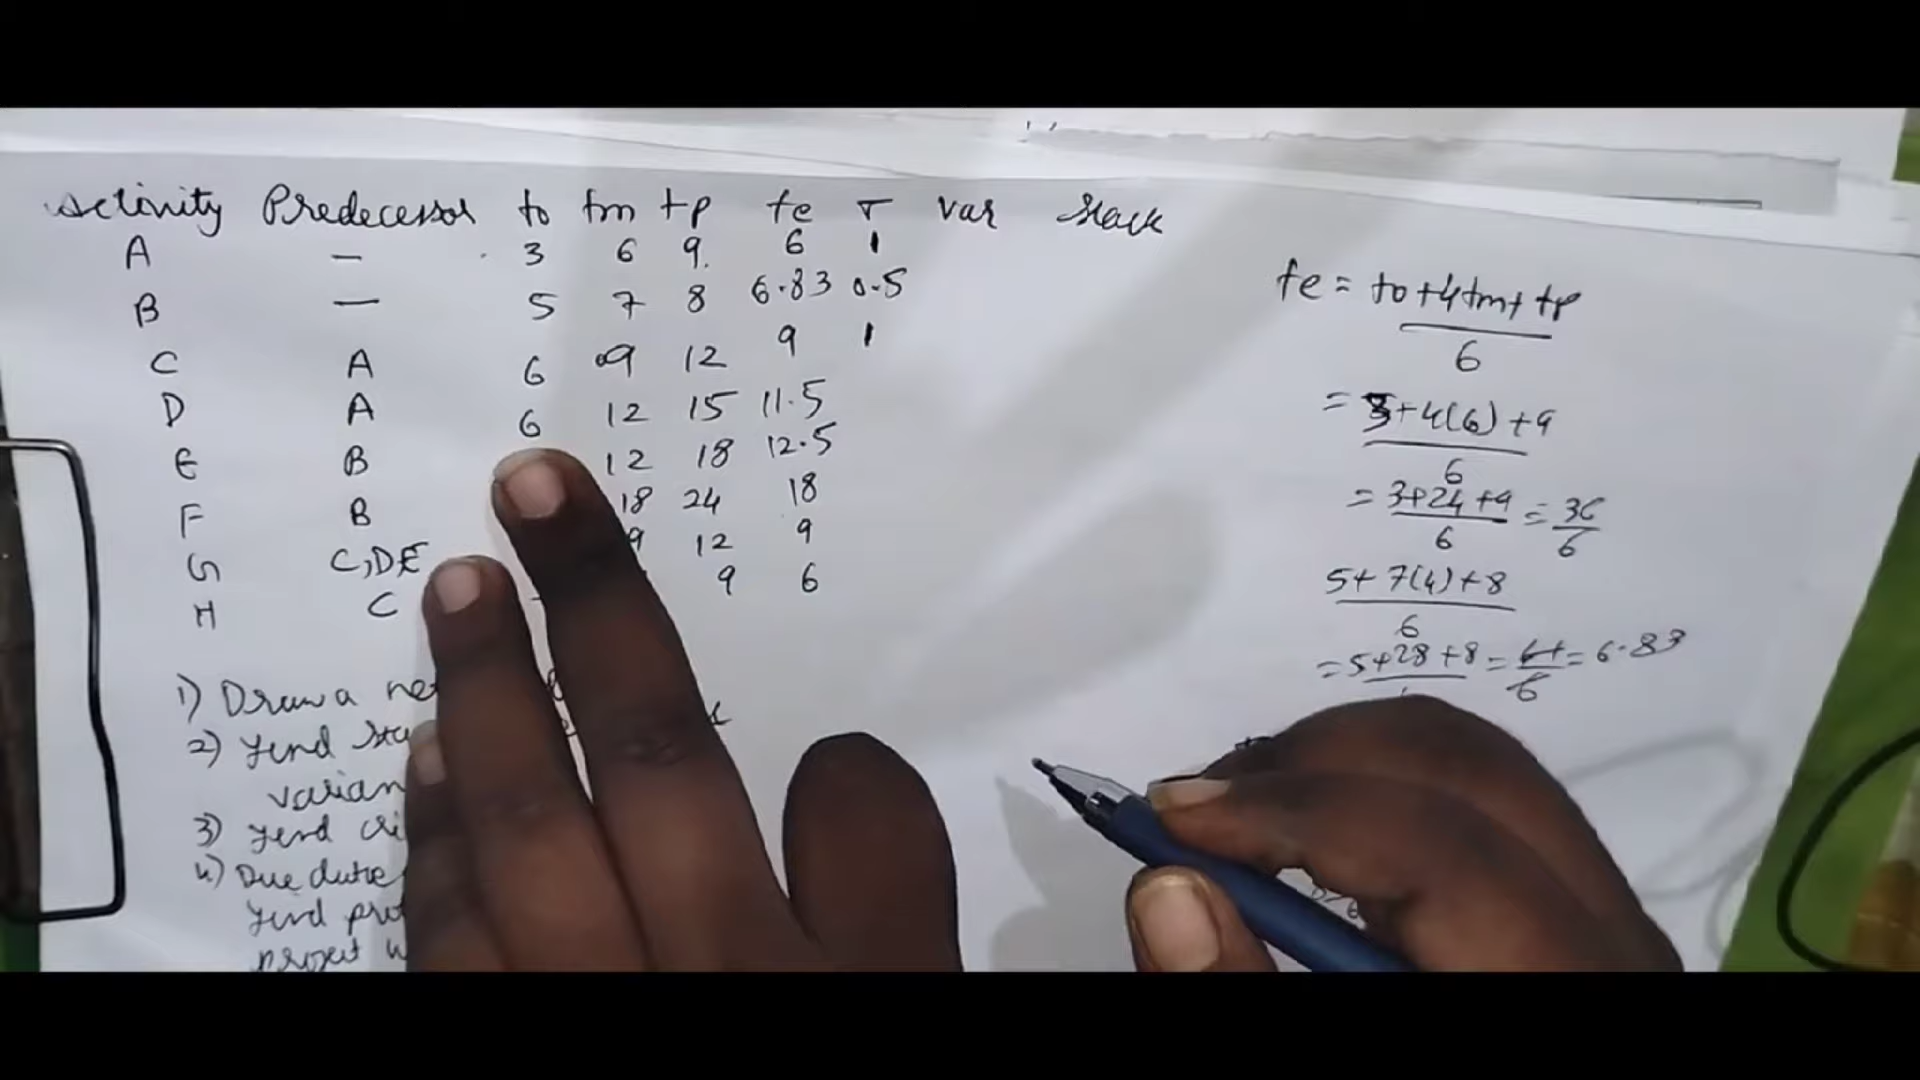 Activity Predecessor to tm tp te σ var slack
A — 3 6 9 6 1
B — 5 7 8 6.83 0.5
C A 6 9 12 9 1
D A 6 12 15 11.5
E B 12 18 12.5
F B 18 24 18
G C,D,E 9 12 9
H C 9 6
1) Draw a
2) Find
3) Find
4) Due date
Find
project
te = to+4tm+tp
6
= 3+4(6)+9
6
= 3+24+9 = 36
6 6
5+7(4)+8
6
= 5+28+8 = 41 = 6.83
6